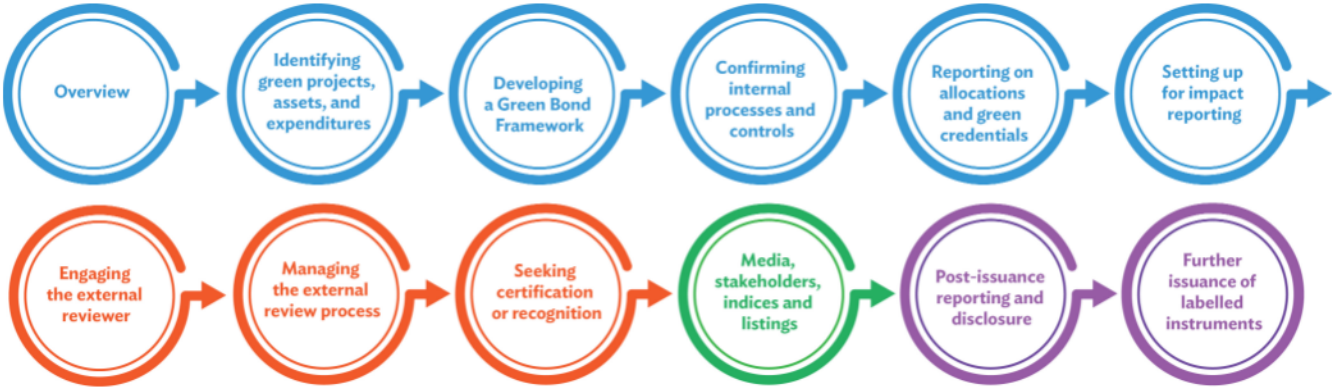 Overview
Identifying
green projects,
assets, and
expenditures
Developing
a Green Bond
Framework
Confirming
internal
processes and
controls
Reporting on
allocations
and green
credentials
Setting up
for impact
reporting
Engaging
the external
reviewer
Managing
the external
review process
Seeking
certification
or recognition
Media,
stakeholders,
indices and
listings
Post-issuance
reporting and
disclosure
Further
issuance of
labelled
instruments